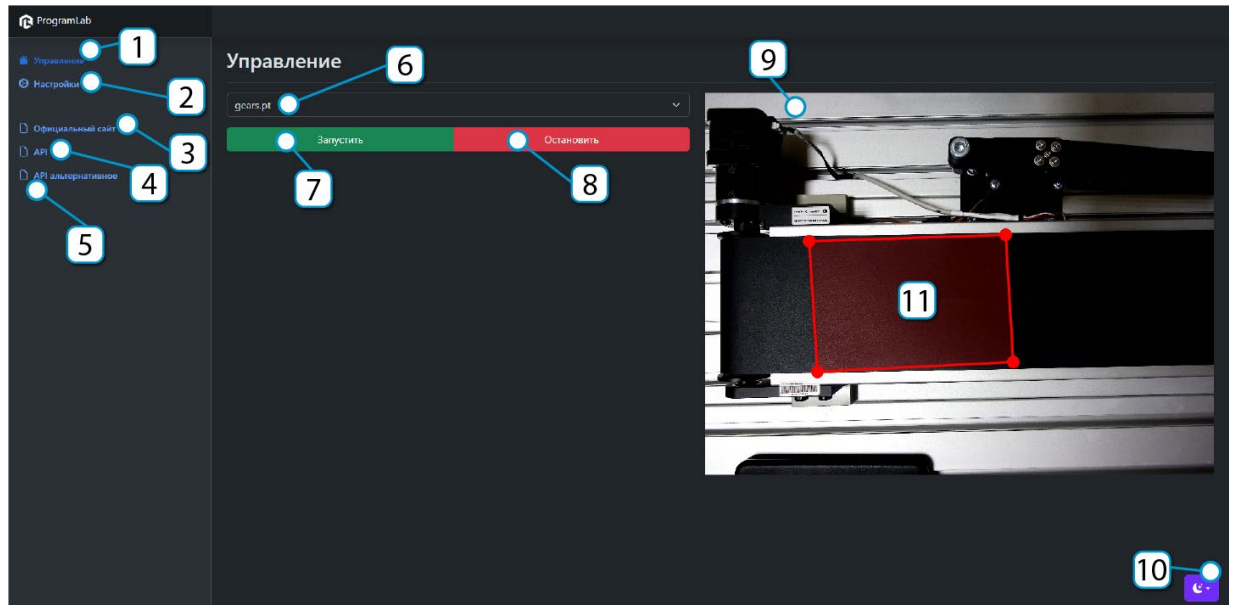 ProgramLab
1
Управление
Настройки
2
Официальный сайт
3
API
4
API альтернативное
5
Управление
6
gears.pt
Запустить
Остановить
7
8
9
11
10